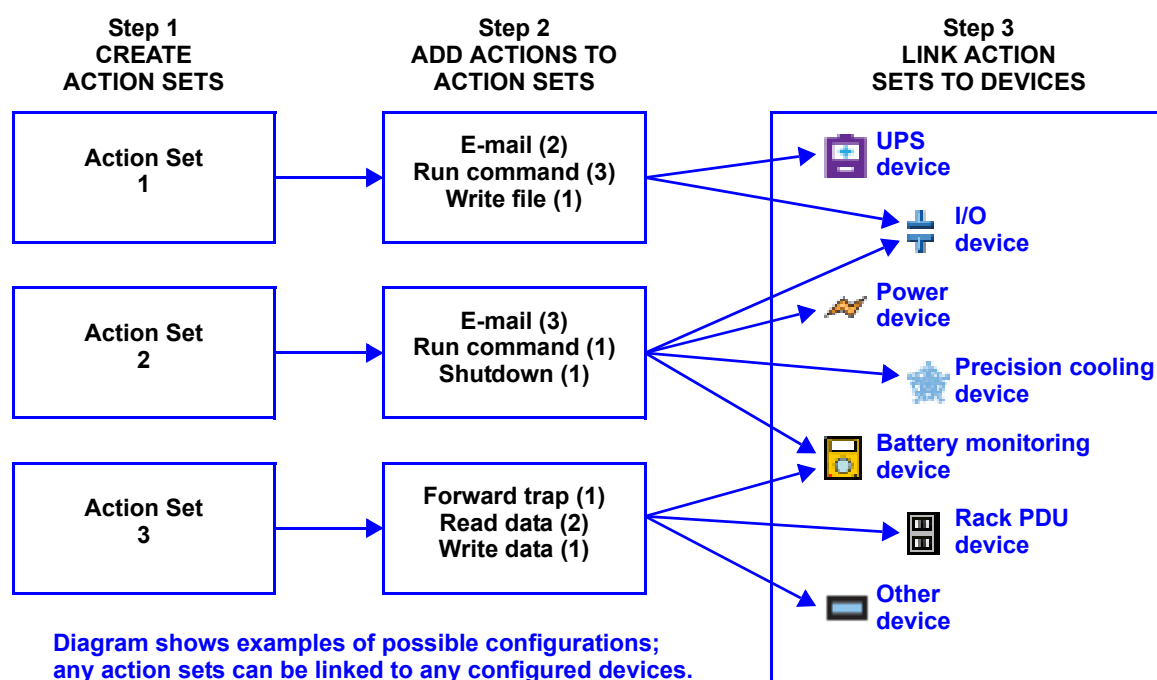 Step 1
CREATE
ACTION SETS
Step 2
ADD ACTIONS TO
ACTION SETS
Step 3
LINK ACTION
SETS TO DEVICES
Action Set
1
E-mail (2)
Run command (3)
Write file (1)
UPS
device
I/O
device
Action Set
2
E-mail (3)
Run command (1)
Shutdown (1)
Power
device
Precision cooling
device
Battery monitoring
device
Action Set
3
Forward trap (1)
Read data (2)
Write data (1)
Rack PDU
device
Other
device
Diagram shows examples of possible configurations;
any action sets can be linked to any configured devices.